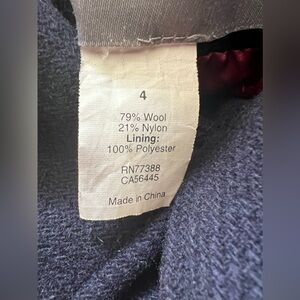 4
79% Wool
21% Nylon
Lining:
100% Polyester
RN77388
CA56445
Made in China